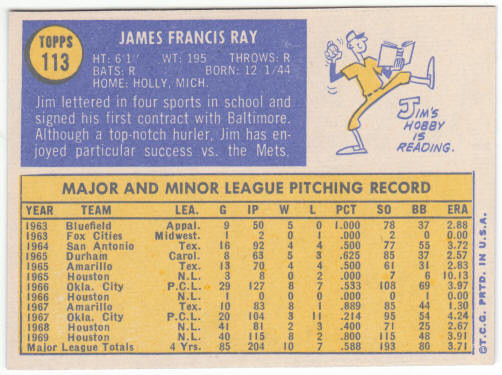 TOPPS
113
JAMES FRANCIS RAY
HT: 6'1" WT: 195 THROWS: R
BATS: R BORN: 12 1/44
HOME: HOLLY, MICH.
Jim lettered in four sports in school and
signed his first contract with Baltimore.
Although a top-notch hurler, Jim has en-
joyed particular success vs. the Mets.
JIM'S
HOBBY
IS
READING.
MAJOR AND MINOR LEAGUE PITCHING RECORD
YEAR TEAM LEA. G IP W L PCT SO BB ERA
1963 Bluefield Appal. 9 50 5 0 1.000 78 37 2.88
1963 Fox Cities Midwest. 1 2 0 0 .000 2 0 0.00
1964 San Antonio Tex. 16 92 4 4 .500 77 55 3.72
1965 Durham Carol. 8 63 5 3 .625 85 37 2.57
1965 Amarillo Tex. 13 70 4 4 .500 61 31 2.83
1965 Houston N.L. 3 8 0 2 .000 7 6 10.13
1966 Okla. City P.C.L. 29 127 8 7 .533 108 69 3.97
1966 Houston N.L. 1 0 0 0 .000 0 1 0.00
1967 Amarillo Tex. 10 83 8 1 .889 85 44 1.30
1967 Okla. City P.C.L. 20 104 3 11 .214 95 54 4.24
1968 Houston N.L. 41 81 2 3 .400 71 25 2.67
1969 Houston N.L. 40 115 8 2 .800 115 48 3.91
Major League Totals 4 Yrs. 85 204 10 7 .588 193 80 3.71
©T.C.G. PRTD. IN U.S.A.